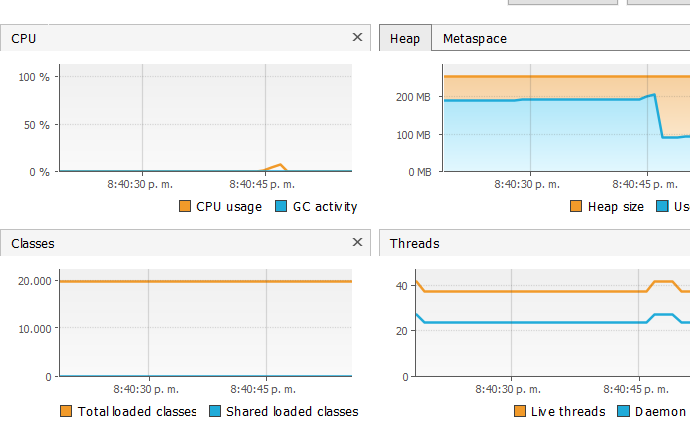 CPU
100 %
50 %
0 %
8:40:30 p. m.
8:40:45 p. m.
CPU usage
GC activity
Heap
Metaspace
200 MB
100 MB
0 MB
8:40:30 p. m.
8:40:45 p. m.
Heap size
Us
Classes
20.000
10.000
0
8:40:30 p. m.
8:40:45 p. m.
Total loaded classes
Shared loaded classes
Threads
40
20
0
8:40:30 p. m.
8:40:45 p. m.
Live threads
Daemon